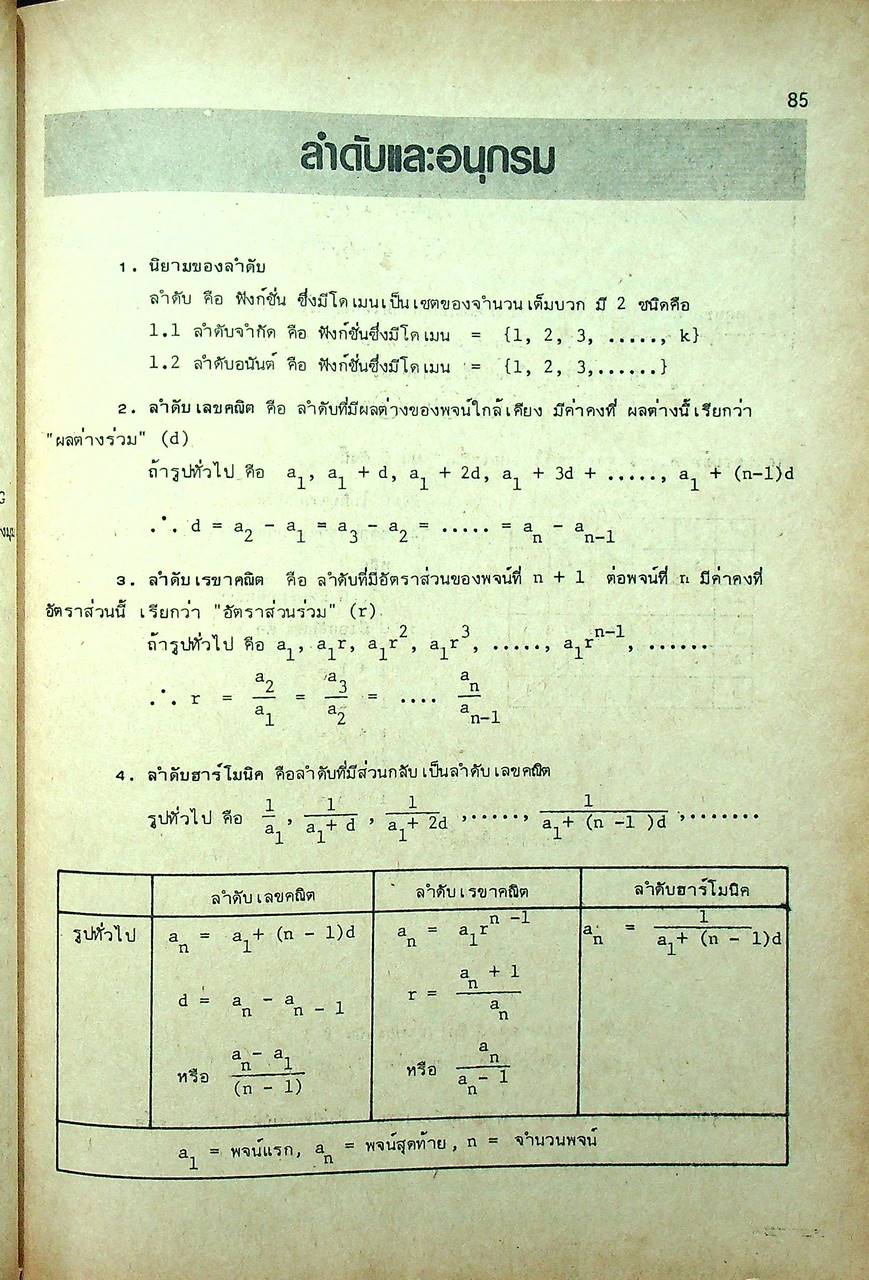 85
ลำดับและอนุกรม
1. นิยามของลำดับ
ลำดับ คือ ฟังก์ชั่น ซึ่งมีโดเมนเป็นเซตของจำนวนเต็มบวก มี 2 ชนิดคือ
1.1 ลำดับจำกัด คือ ฟังก์ชั่นซึ่งมีโดเมน = {1, 2, 3, ....., k}
1.2 ลำดับอนันต์ คือ ฟังก์ชั่นซึ่งมีโดเมน = {1, 2, 3,......}
2. ลำดับเลขคณิต คือ ลำดับที่มีผลต่างของพจน์ใกล้เคียง มีค่าคงที่ ผลต่างนี้เรียกว่า
"ผลต่างร่วม" (d)
ถ้ารูปทั่วไป คือ a₁, a₁ + d, a₁ + 2d, a₁ + 3d + ....., a₁ + (n-1)d
∴ d = a₂ - a₁ = a₃ - a₂ = ..... = aₙ - aₙ₋₁
3. ลำดับเรขาคณิต คือ ลำดับที่มีอัตราส่วนของพจน์ที่ n + 1 ต่อพจน์ที่ n มีค่าคงที่
อัตราส่วนนี้ เรียกว่า "อัตราส่วนร่วม" (r)
ถ้ารูปทั่วไป คือ a₁, a₁r, a₁r², a₁r³, ....., a₁rⁿ⁻¹, ......
∴ r = a₂/a₁ = a₃/a₂ = .... aₙ/aₙ₋₁
4. ลำดับฮาร์โมนิค คือลำดับที่มีส่วนกลับเป็นลำดับเลขคณิต
รูปทั่วไป คือ 1/a₁, 1/(a₁+ d), 1/(a₁+ 2d) ,......, 1/(a₁+ (n -1 )d) ,........
ลำดับเลขคณิต ลำดับเรขาคณิต ลำดับฮาร์โมนิค
รูปทั่วไป aₙ = a₁+ (n - 1)d aₙ = a₁rⁿ ⁻¹ aₙ = 1/(a₁+ (n - 1)d)
d = aₙ - aₙ ₋ ₁ r = (aₙ + 1)/aₙ
หรือ (aₙ- a₁)/(n - 1) หรือ aₙ/(aₙ- 1)
a₁ = พจน์แรก, aₙ = พจน์สุดท้าย, n = จำนวนพจน์